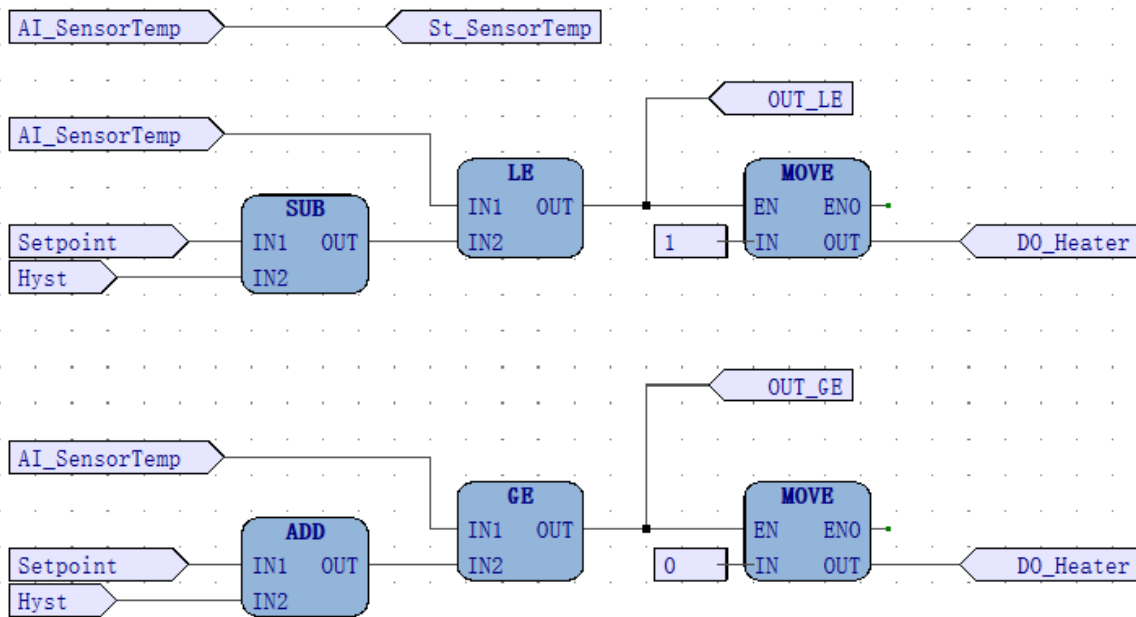 AI_SensorTemp St_SensorTemp
OUT_LE
AI_SensorTemp
LE MOVE
SUB IN1 OUT EN ENO
Setpoint IN1 OUT IN2 1 IN OUT DO_Heater
Hyst IN2
OUT_GE
AI_SensorTemp
GE MOVE
ADD IN1 OUT EN ENO
Setpoint IN1 OUT IN2 0 IN OUT DO_Heater
Hyst IN2